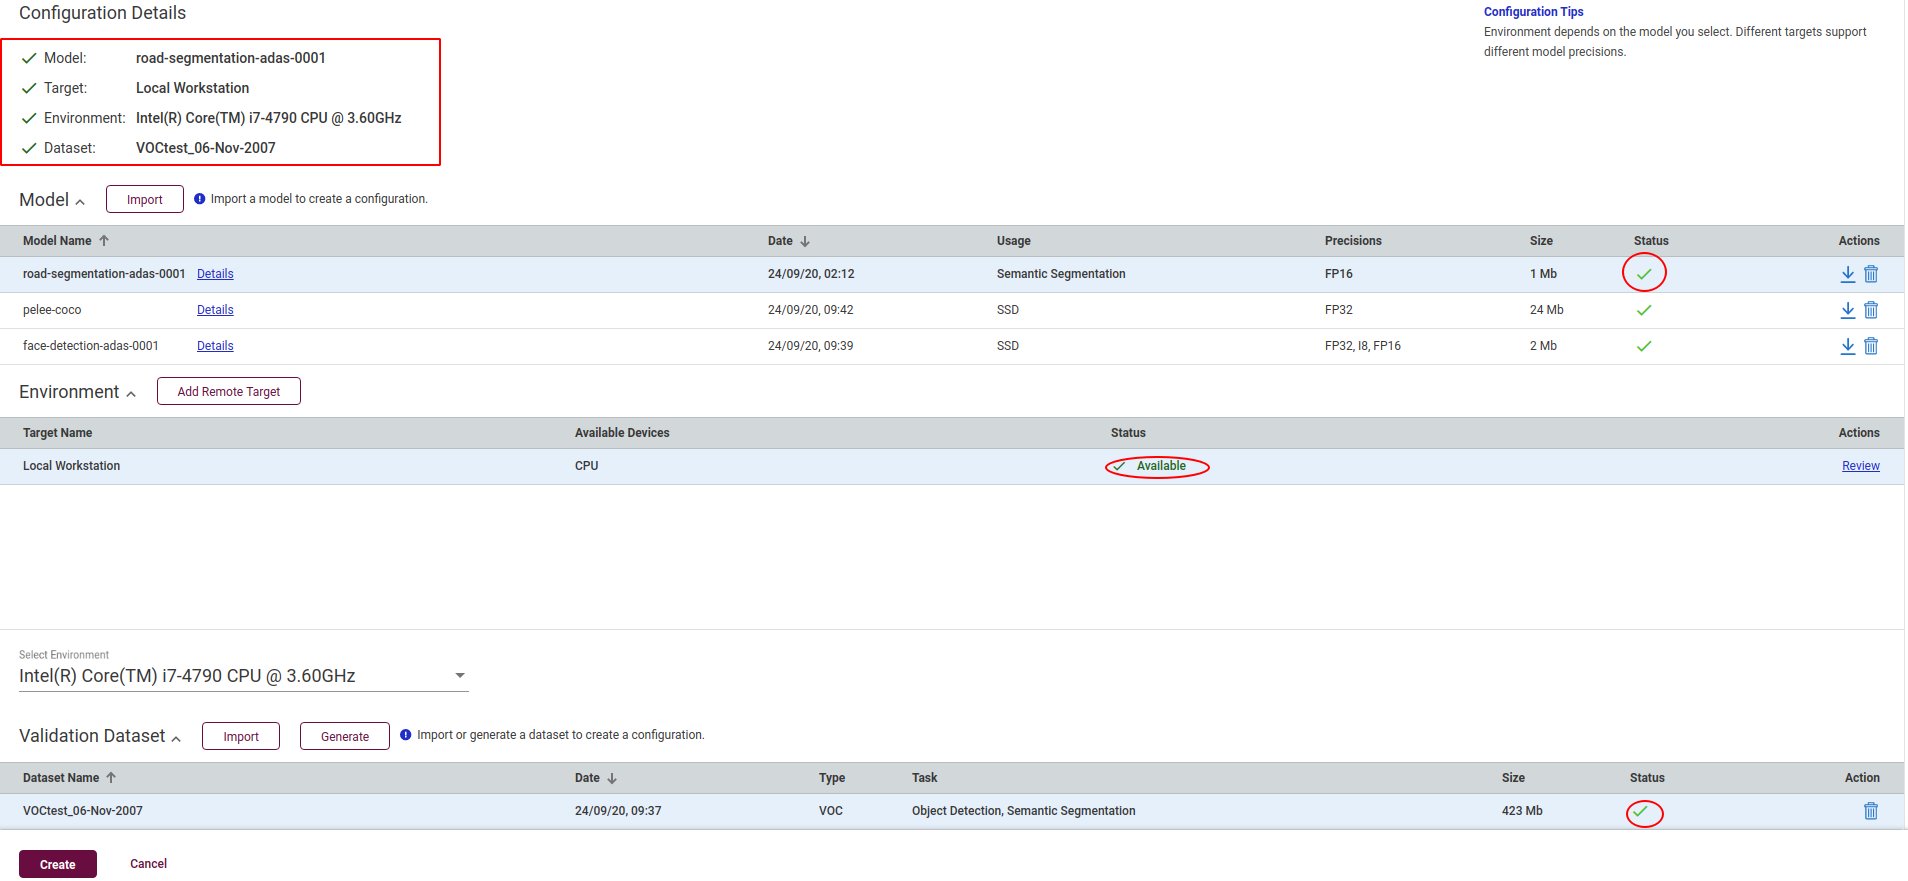 Configuration Details
Configuration Tips
Environment depends on the model you select. Different targets support
different model precisions.
Model: road-segmentation-adas-0001
Target: Local Workstation
Environment: Intel(R) Core(TM) i7-4790 CPU @ 3.60GHz
Dataset: VOCtest_06-Nov-2007
Model Import Import a model to create a configuration.
Model Name Date Usage Precisions Size Status Actions
road-segmentation-adas-0001 Details 24/09/20, 02:12 Semantic Segmentation FP16 1 Mb
pelee-coco Details 24/09/20, 09:42 SSD FP32 24 Mb
face-detection-adas-0001 Details 24/09/20, 09:39 SSD FP32, I8, FP16 2 Mb
Environment Add Remote Target
Target Name Available Devices Status Actions
Local Workstation CPU Available Review
Select Environment
Intel(R) Core(TM) i7-4790 CPU @ 3.60GHz
Validation Dataset Import Generate Import or generate a dataset to create a configuration.
Dataset Name Date Type Task Size Status Action
VOCtest_06-Nov-2007 24/09/20, 09:37 VOC Object Detection, Semantic Segmentation 423 Mb
Create Cancel